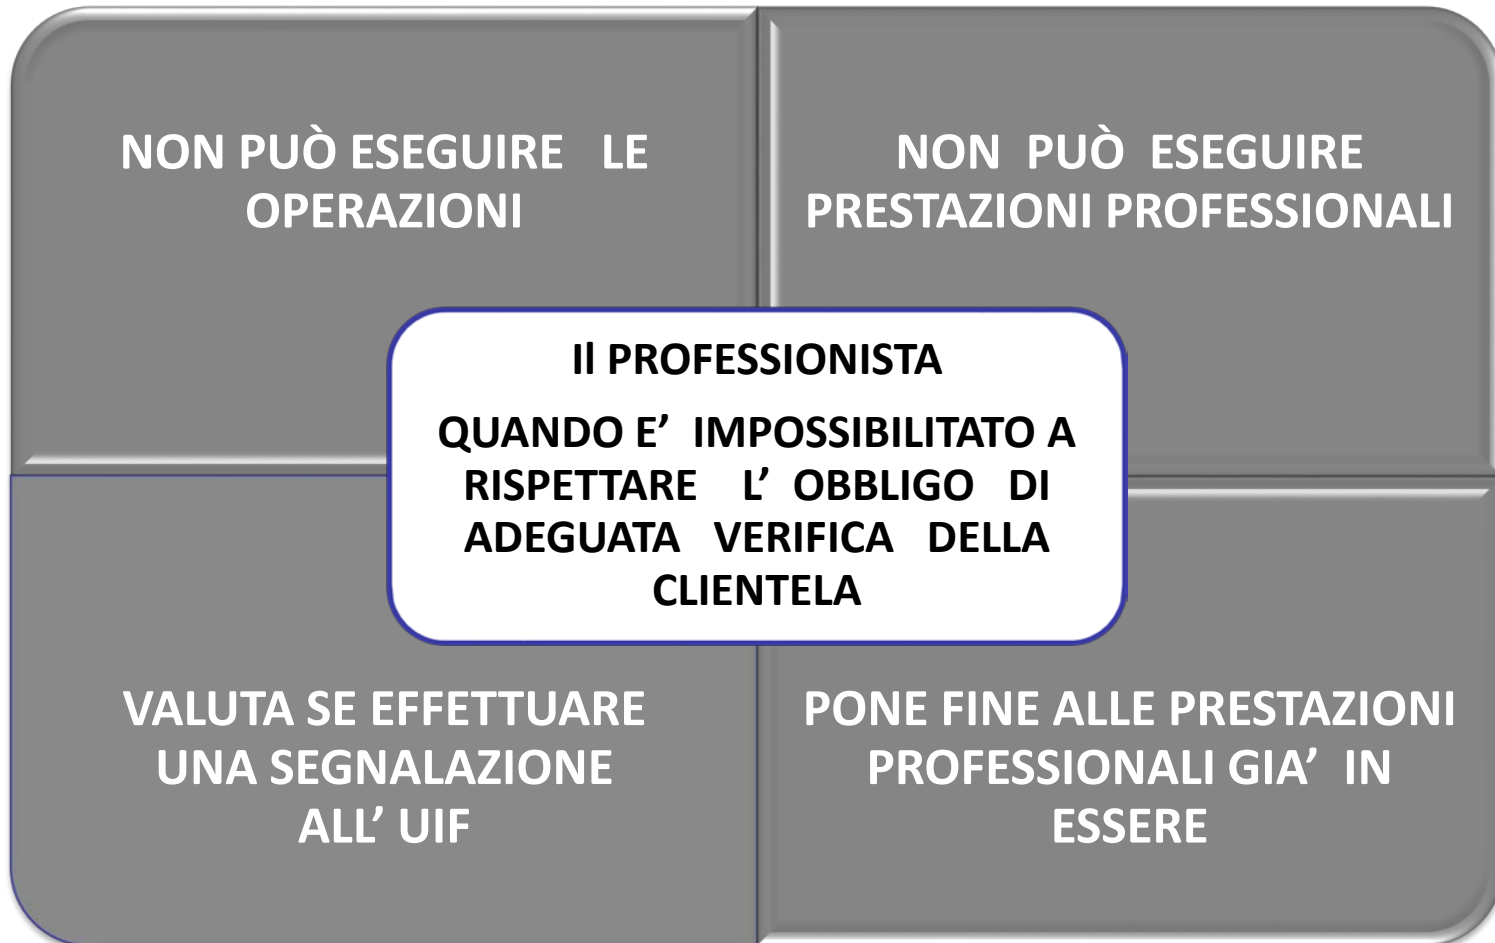 NON PUÒ ESEGUIRE LE
OPERAZIONI
NON PUÒ ESEGUIRE
PRESTAZIONI PROFESSIONALI
Il PROFESSIONISTA
QUANDO E’ IMPOSSIBILITATO A
RISPETTARE L’ OBBLIGO DI
ADEGUATA VERIFICA DELLA
CLIENTELA
VALUTA SE EFFETTUARE
UNA SEGNALAZIONE
ALL’ UIF
PONE FINE ALLE PRESTAZIONI
PROFESSIONALI GIA’ IN
ESSERE